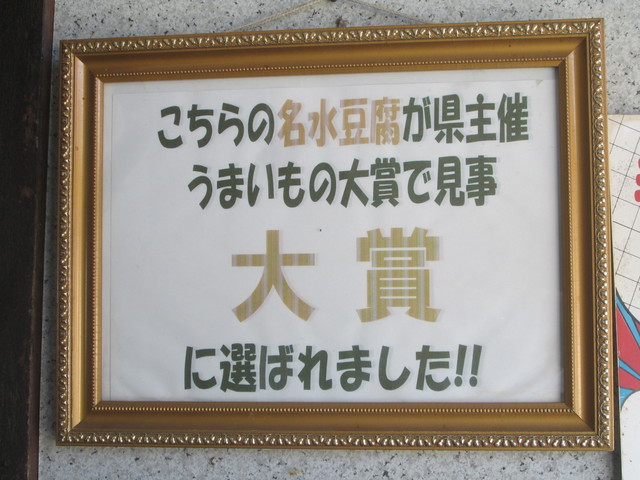 こちらの名水豆腐が県主催
うまいもの大賞で見事
大賞
に選ばれました!!